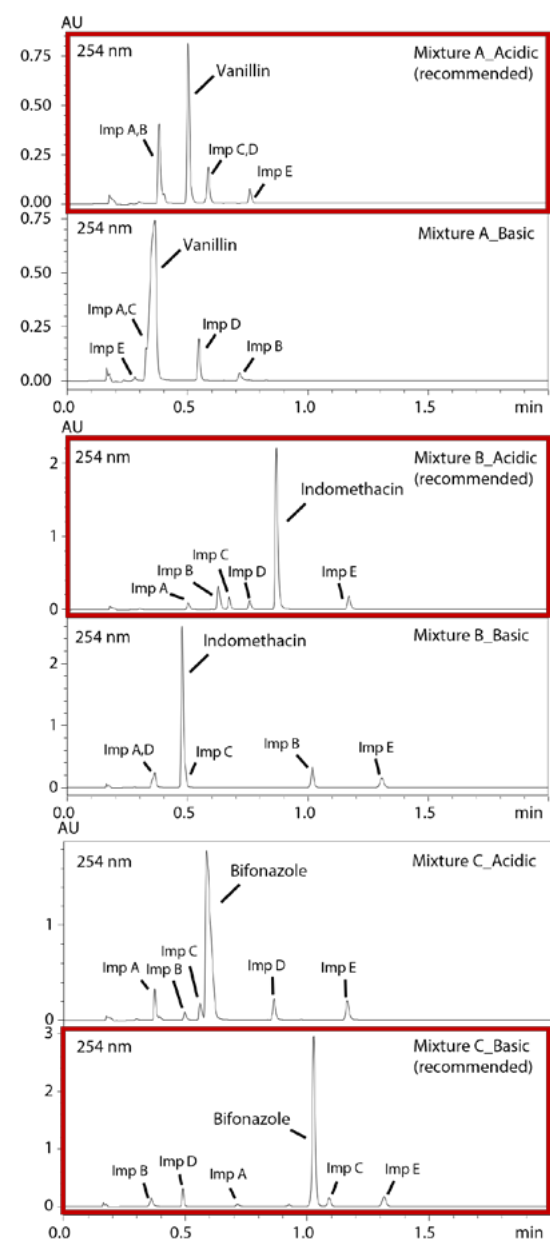 AU
254 nm
Mixture A_Acidic
(recommended)
0.75
Vanillin
0.50
Imp A,B
Imp C,D
0.25
Imp E
0.00
0.75
254 nm
Mixture A_Basic
Vanillin
0.50
Imp A,C
0.25
Imp D
Imp E
Imp B
0.00
0.0 0.5 1.0 1.5 min
AU
254 nm
Mixture B_Acidic
(recommended)
2
Indomethacin
1
Imp C
Imp B
Imp D
Imp E
Imp A
0
254 nm
Mixture B_Basic
Indomethacin
2
1
Imp A,D
Imp C
Imp B
Imp E
0
0.0 0.5 1.0 1.5 min
AU
254 nm
Mixture C_Acidic
Bifonazole
1
Imp C
Imp A
Imp B
Imp D
Imp E
0
3
254 nm
Mixture C_Basic
(recommended)
2
Bifonazole
1
Imp B
Imp D
Imp A
Imp C
Imp E
0
0.0 0.5 1.0 1.5 min